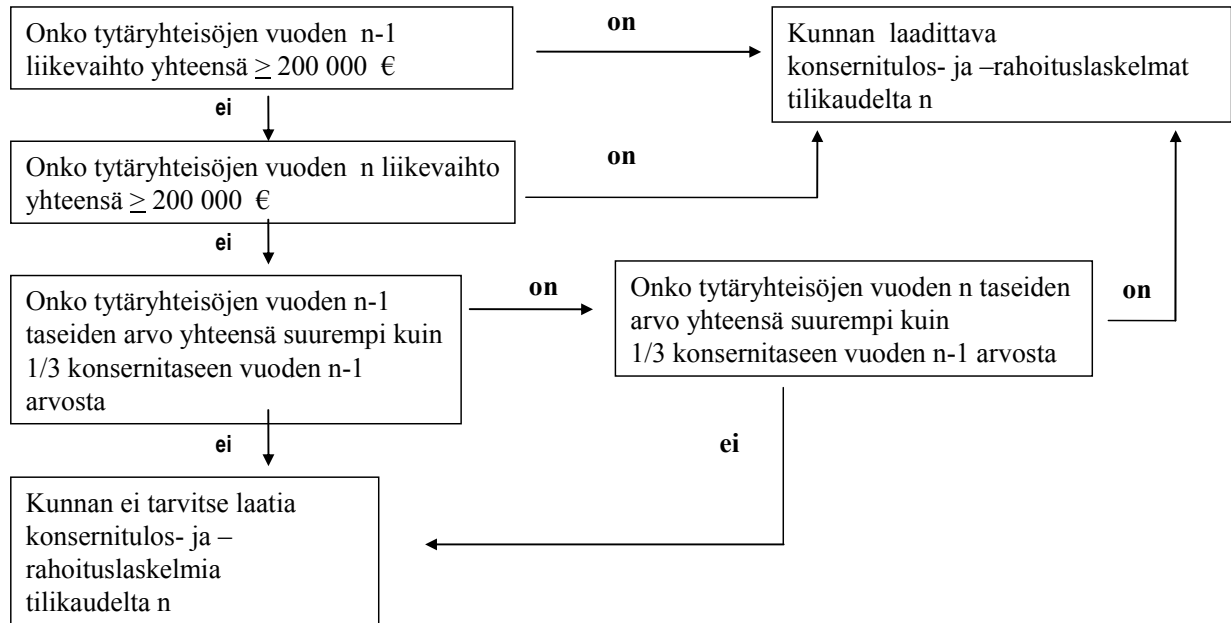 Onko tytäryhteisöjen vuoden n-1
liikevaihto yhteensä ≥ 200 000 €
on
Kunnan laadittava
konsernitulos- ja –rahoituslaskelmat
tilikaudelta n
ei
Onko tytäryhteisöjen vuoden n liikevaihto
yhteensä ≥ 200 000 €
on
ei
Onko tytäryhteisöjen vuoden n-1
taseiden arvo yhteensä suurempi kuin
1/3 konsernitaseen vuoden n-1
arvosta
on
Onko tytäryhteisöjen vuoden n taseiden
arvo yhteensä suurempi kuin
1/3 konsernitaseen vuoden n-1 arvosta
on
ei
ei
Kunnan ei tarvitse laatia
konsernitulos- ja –
rahoituslaskelmia
tilikaudelta n